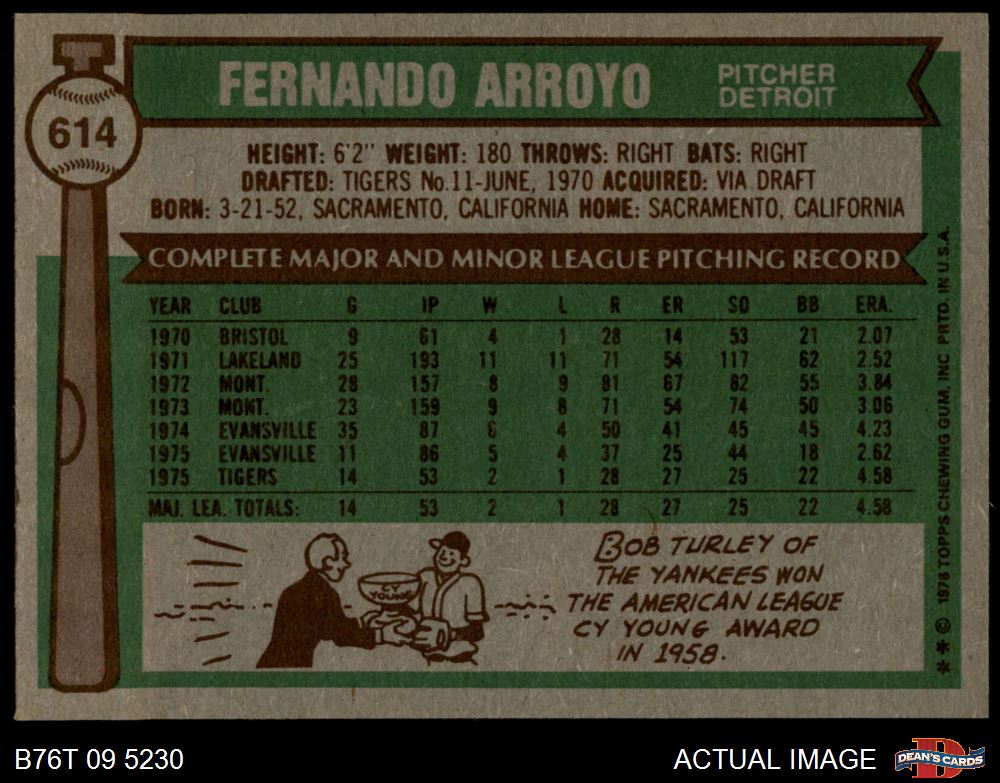 614
FERNANDO ARROYO
PITCHER
DETROIT
HEIGHT: 6'2" WEIGHT: 180 THROWS: RIGHT BATS: RIGHT
DRAFTED: TIGERS No.11-JUNE, 1970 ACQUIRED: VIA DRAFT
BORN: 3-21-52, SACRAMENTO, CALIFORNIA HOME: SACRAMENTO, CALIFORNIA
COMPLETE MAJOR AND MINOR LEAGUE PITCHING RECORD
YEAR CLUB G IP W L R ER SO BB ERA.
1970 BRISTOL 9 61 4 1 28 14 53 21 2.07
1971 LAKELAND 25 193 11 11 71 54 117 62 2.52
1972 MONT. 28 157 8 9 81 67 82 55 3.84
1973 MONT. 23 159 9 8 71 54 74 50 3.06
1974 EVANSVILLE 35 87 6 4 50 41 45 45 4.23
1975 EVANSVILLE 11 86 5 4 37 25 44 18 2.62
1975 TIGERS 14 53 2 1 28 27 25 22 4.58
MAJ. LEA. TOTALS: 14 53 2 1 28 27 25 22 4.58
CY
YOUNG
BOB TURLEY OF
THE YANKEES WON
THE AMERICAN LEAGUE
CY YOUNG AWARD
IN 1958.
** © 1976 TOPPS CHEWING GUM, INC PRTD. IN U.S.A.
B76T 09 5230
ACTUAL IMAGE
D
DEAN'S CARDS